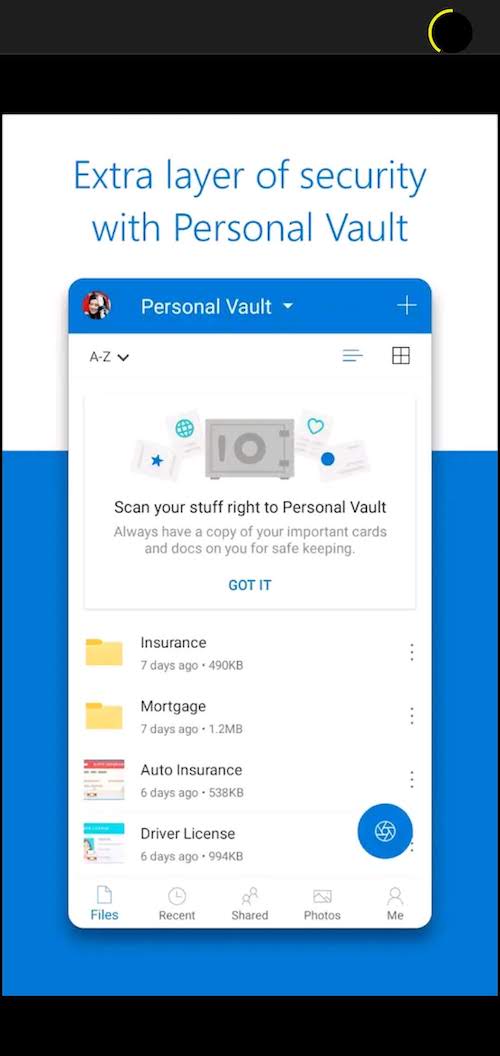 Extra layer of security
with Personal Vault
Personal Vault
A-Z
Scan your stuff right to Personal Vault
Always have a copy of your important cards
and docs on you for safe keeping.
GOT IT
Insurance
7 days ago • 490KB
Mortgage
7 days ago • 1.2MB
Auto Insurance
6 days ago • 538KB
Driver License
6 days ago • 994KB
Files
Recent
Shared
Photos
Me